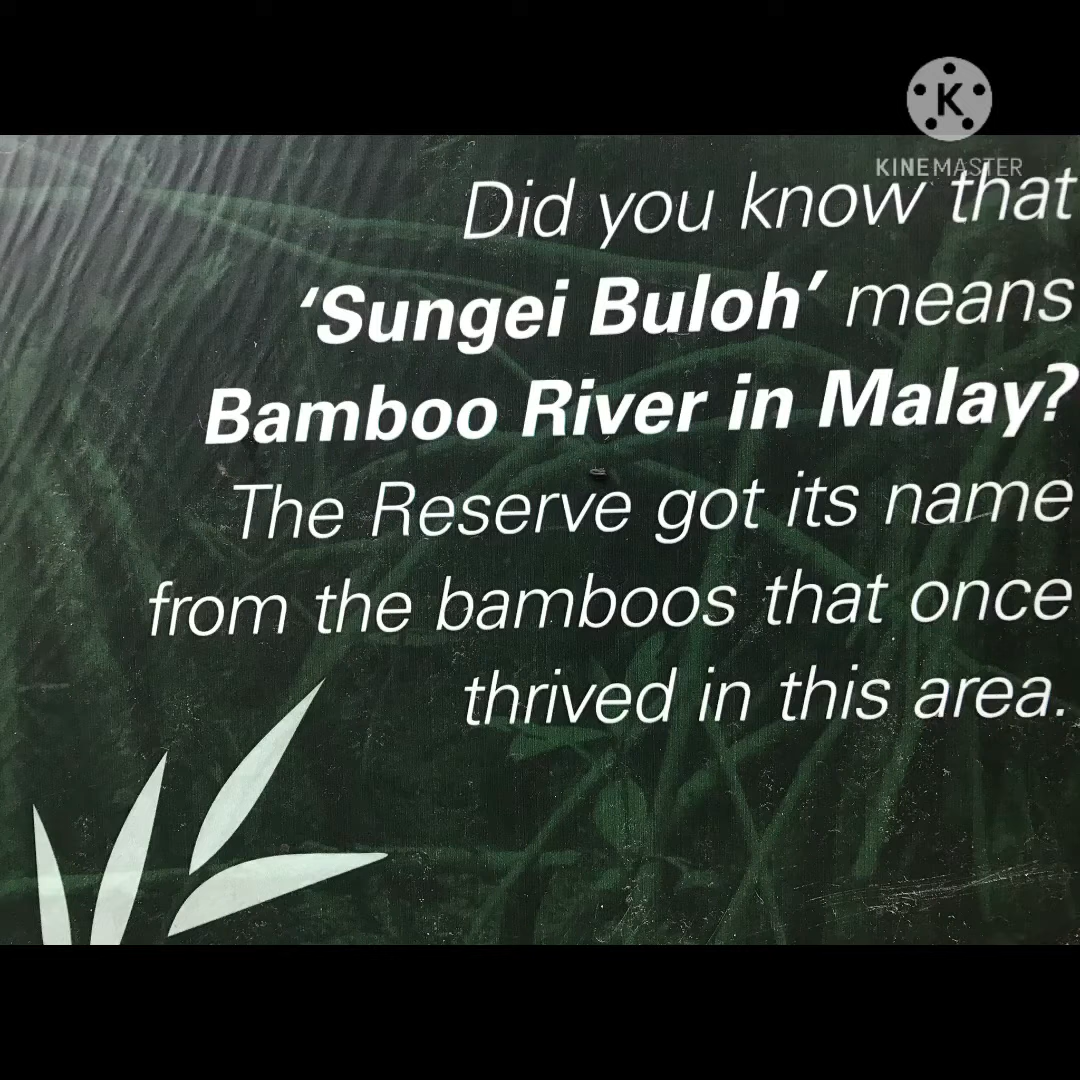 K
KINEMASTER
Did you know that
‘Sungei Buloh’ means
Bamboo River in Malay?
The Reserve got its name
from the bamboos that once
thrived in this area.